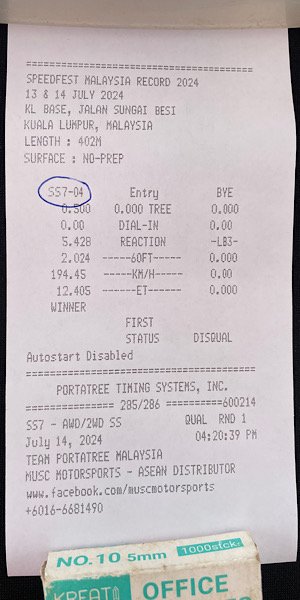 ==========================================
SPEEDFEST MALAYSIA RECORD 2024
13 & 14 JULY 2024
KL BASE, JALAN SUNGAI BESI
KUALA LUMPUR, MALAYSIA
LENGTH : 402M
SURFACE : NO-PREP
SS7-04 Entry BYE
0.500 0.000 TREE 0.000
0.00 DIAL-IN 0.00
5.428 REACTION -LB3-
2.024 ------60FT----- 0.000
194.45 -----KM/H----- 0.00
12.405 ------ET------ 0.000
WINNER
FIRST
STATUS DISQUAL
Autostart Disabled
==========================================
PORTATREE TIMING SYSTEMS, INC.
================ 285/286 ==========600214
SS7 - AWD/2WD SS QUAL RND 1
July 14, 2024 04:20:39 PM
TEAM PORTATREE MALAYSIA
MUSC MOTORSPORTS - ASEAN DISTRIBUTOR
www.facebook.com/muscmotorsports
+6016-6681490
NO.10 5mm 1000stck.
OFFICE